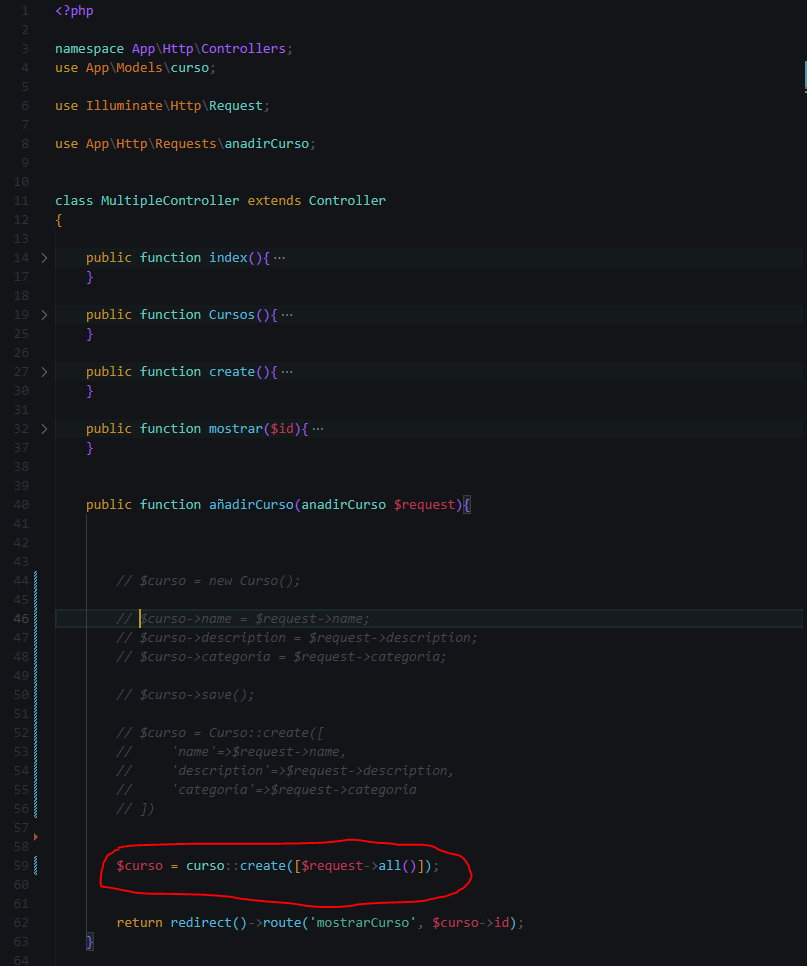 1 <?php
2
3 namespace App\Http\Controllers;
4 use App\Models\curso;
5
6 use Illuminate\Http\Request;
7
8 use App\Http\Requests\anadirCurso;
9
10
11 class MultipleController extends Controller
12 {
13
14 > public function index(){ ···
17 }
18
19 > public function Cursos(){ ···
25 }
26
27 > public function create(){ ···
30 }
31
32 > public function mostrar($id){ ···
37 }
38
39
40 public function añadirCurso(anadirCurso $request){
41
42
43
44 // $curso = new Curso();
45
46 // $curso->name = $request->name;
47 // $curso->description = $request->description;
48 // $curso->categoria = $request->categoria;
49
50 // $curso->save();
51
52 // $curso = Curso::create([
53 //     'name'=>$request->name,
54 //     'description'=>$request->description,
55 //     'categoria'=>$request->categoria
56 // ])
57
58
59 $curso = curso::create([$request->all()]);
60
61
62 return redirect()->route('mostrarCurso', $curso->id);
63 }
64